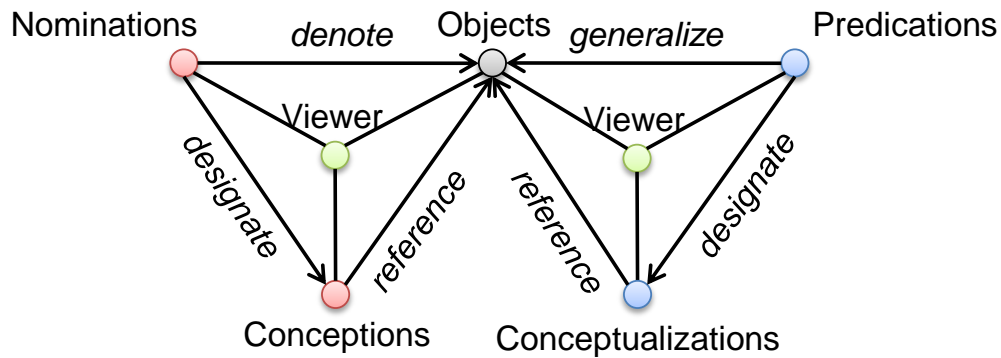 Nominations
denote
Objects
generalize
Predications
Viewer
Viewer
designate
reference
reference
designate
Conceptions
Conceptualizations